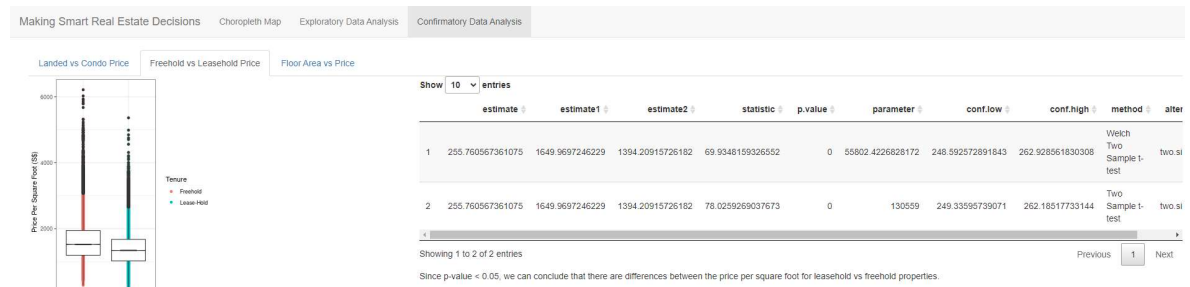 Making Smart Real Estate Decisions Choropleth Map Exploratory Data Analysis Confirmatory Data Analysis
Landed vs Condo Price Freehold vs Leasehold Price Floor Area vs Price
6000
4000
2000
Price Per Square Foot (S$)
Tenure
Freehold
Lease-Hold
Show 10 entries
estimate estimate1 estimate2 statistic p.value parameter conf.low conf.high method alter
1 255.760567361075 1649.9697246229 1394.20915726182 69.9348159326552 0 55802.4226828172 248.592572891843 262.928561830308 Welch Two Sample t-test two.si
2 255.760567361075 1649.9697246229 1394.20915726182 78.0259269037673 0 130559 249.33595739071 262.18517733144 Two Sample t-test two.si
Showing 1 to 2 of 2 entries
Previous 1 Next
Since p-value < 0.05, we can conclude that there are differences between the price per square foot for leasehold vs freehold properties.